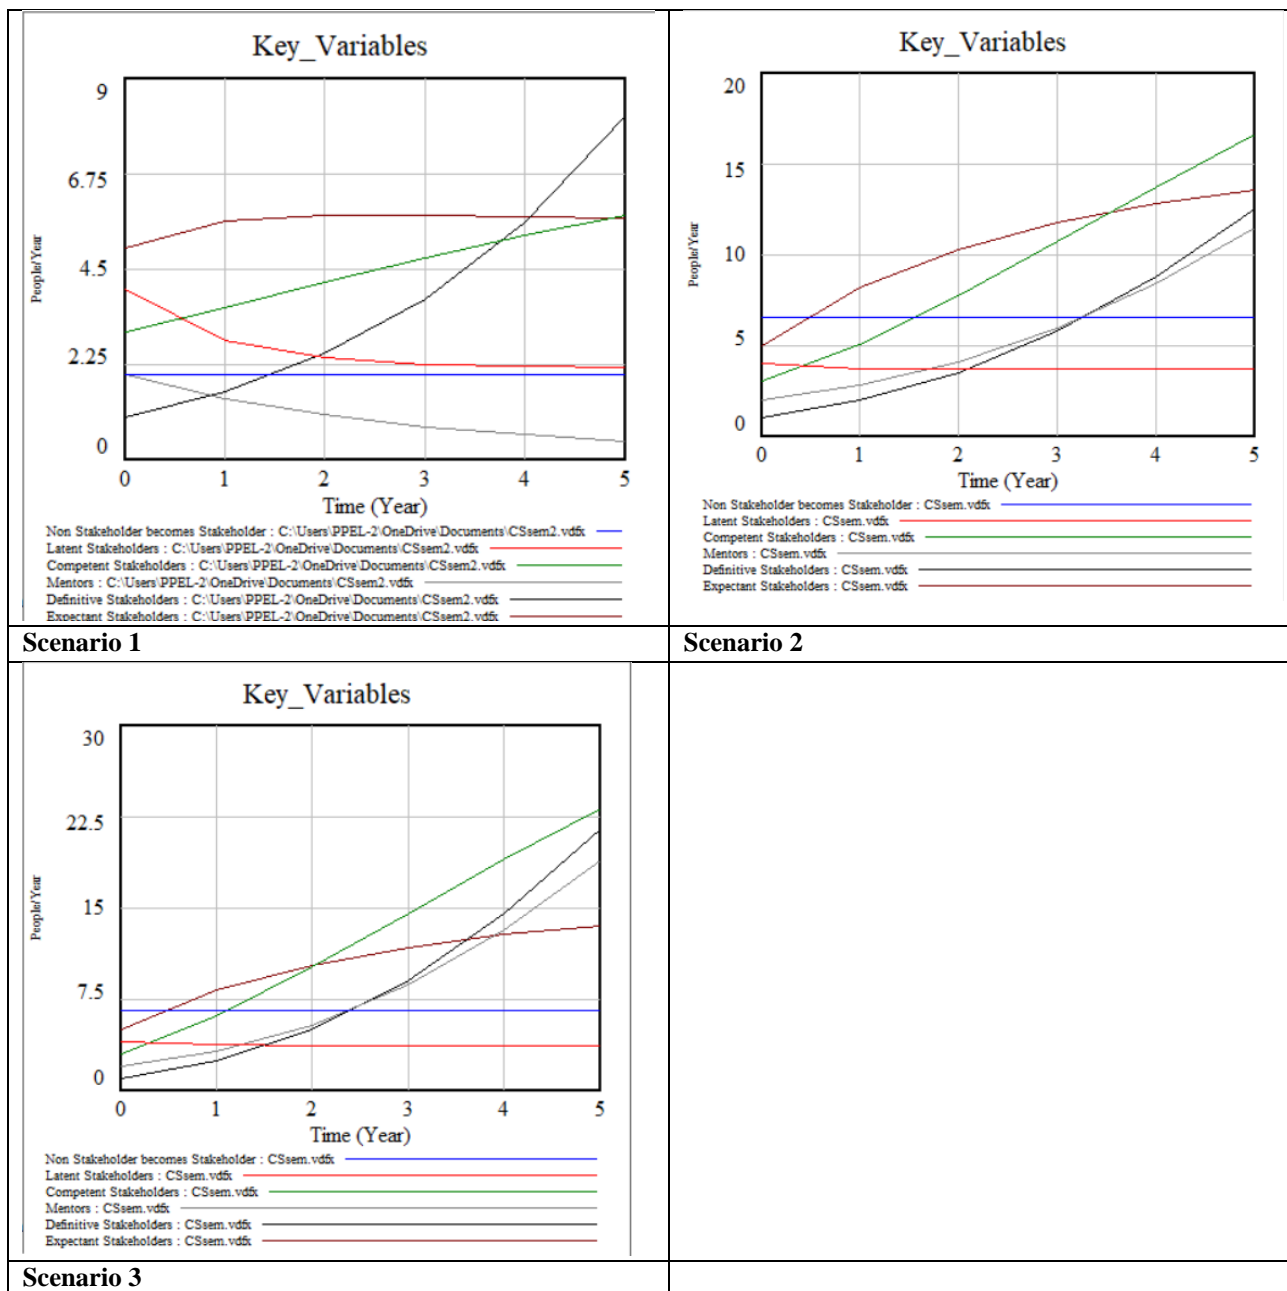 Key_Variables
9
6.75
4.5
2.25
0
People/Year
0 1 2 3 4 5
Time (Year)
Non Stakeholder becomes Stakeholder : C:\Users\PPEL-2\OneDrive\Documents\CSsem2.vdfx
Latent Stakeholders : C:\Users\PPEL-2\OneDrive\Documents\CSsem2.vdfx
Competent Stakeholders : C:\Users\PPEL-2\OneDrive\Documents\CSsem2.vdfx
Mentors : C:\Users\PPEL-2\OneDrive\Documents\CSsem2.vdfx
Definitive Stakeholders : C:\Users\PPEL-2\OneDrive\Documents\CSsem2.vdfx
Expectant Stakeholders : C:\Users\PPEL-2\OneDrive\Documents\CSsem2.vdfx
Scenario 1
Key_Variables
20
15
10
5
0
People/Year
0 1 2 3 4 5
Time (Year)
Non Stakeholder becomes Stakeholder : CSsem.vdfx
Latent Stakeholders : CSsem.vdfx
Competent Stakeholders : CSsem.vdfx
Mentors : CSsem.vdfx
Definitive Stakeholders : CSsem.vdfx
Expectant Stakeholders : CSsem.vdfx
Scenario 2
Key_Variables
30
22.5
15
7.5
0
People/Year
0 1 2 3 4 5
Time (Year)
Non Stakeholder becomes Stakeholder : CSsem.vdfx
Latent Stakeholders : CSsem.vdfx
Competent Stakeholders : CSsem.vdfx
Mentors : CSsem.vdfx
Definitive Stakeholders : CSsem.vdfx
Expectant Stakeholders : CSsem.vdfx
Scenario 3